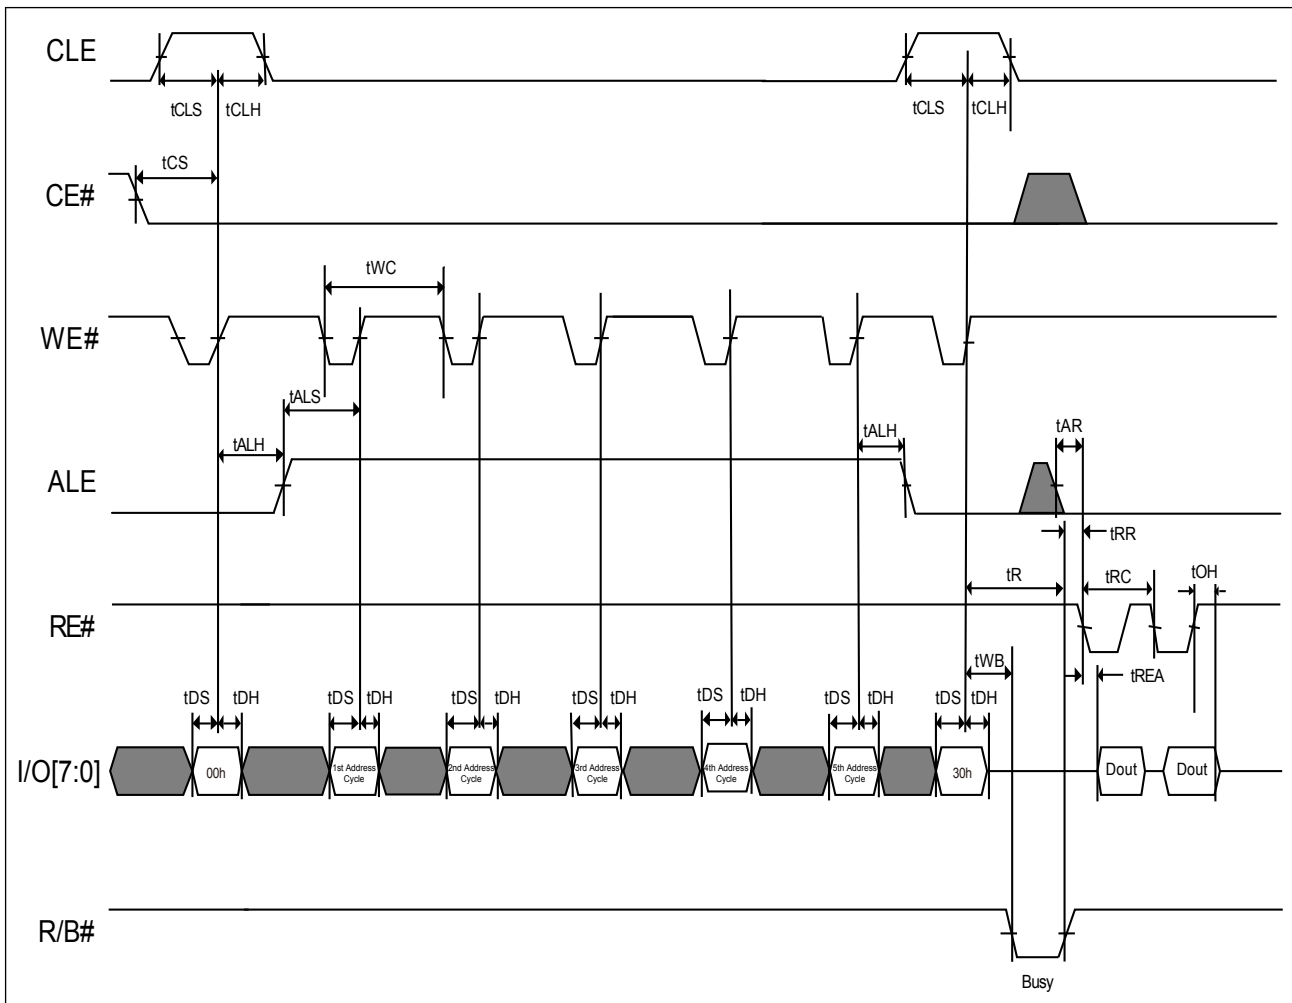 CLE
tCLS tCLH
tCLS tCLH
tCS
CE#
tWC
WE#
tALS
tALH
tALH
tAR
ALE
tRR
tR
tRC
tOH
RE#
tWB
tREA
tDS tDH
tDS tDH
tDS tDH
tDS tDH
tDS tDH
tDS tDH
tDS tDH
I/O[7:0]
00h
1st Address
Cycle
2nd Address
Cycle
3rd Address
Cycle
4th Address
Cycle
5th Address
Cycle
30h
Dout
Dout
R/B#
Busy